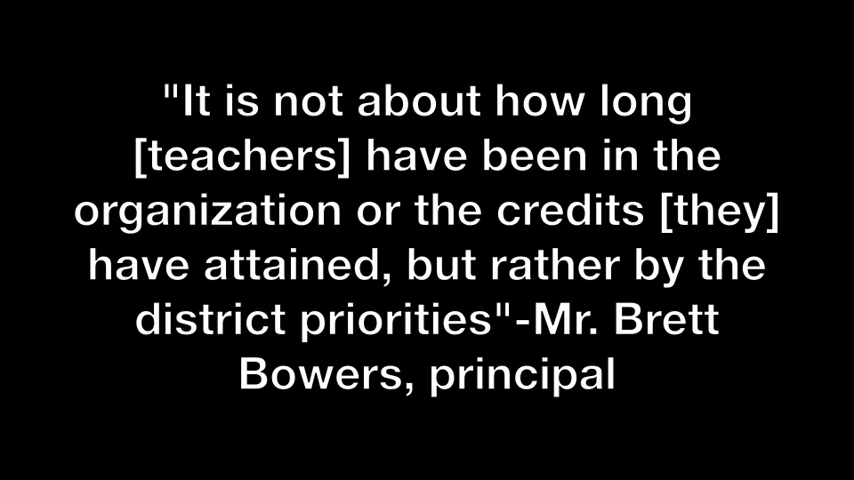 "It is not about how long
[teachers] have been in the
organization or the credits [they]
have attained, but rather by the
district priorities"-Mr. Brett
Bowers, principal